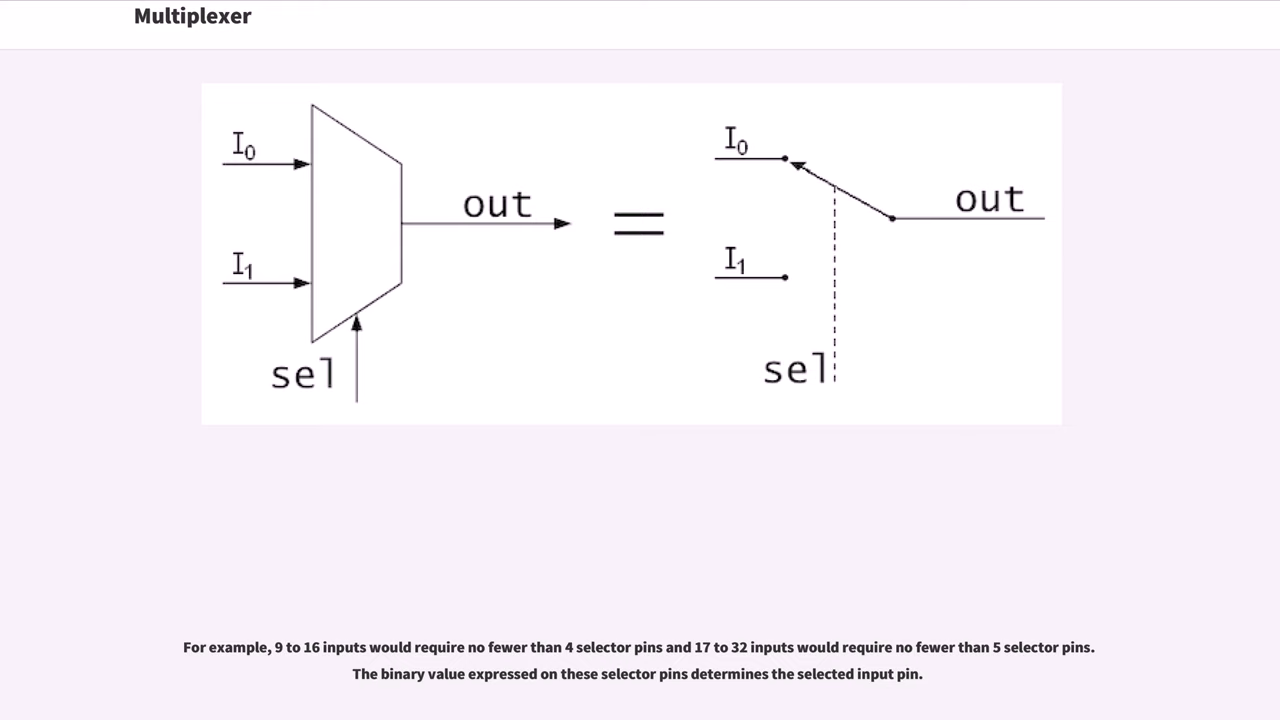 Multiplexer
I0
I1
out
sel
=
I0
I1
out
sel
For example, 9 to 16 inputs would require no fewer than 4 selector pins and 17 to 32 inputs would require no fewer than 5 selector pins.
The binary value expressed on these selector pins determines the selected input pin.